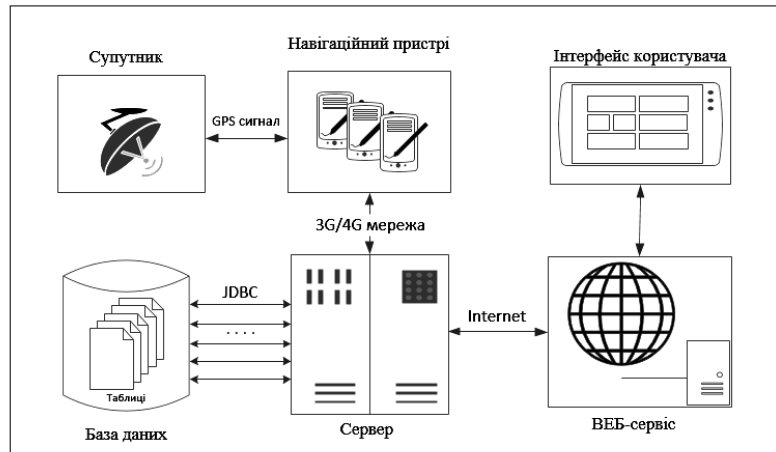 Супутник
Навігаційний пристрі
Інтерфейс користувача
GPS сигнал
3G/4G мережа
JDBC
. . . .
Internet
Таблиці
База даних
Сервер
ВЕБ-сервіс